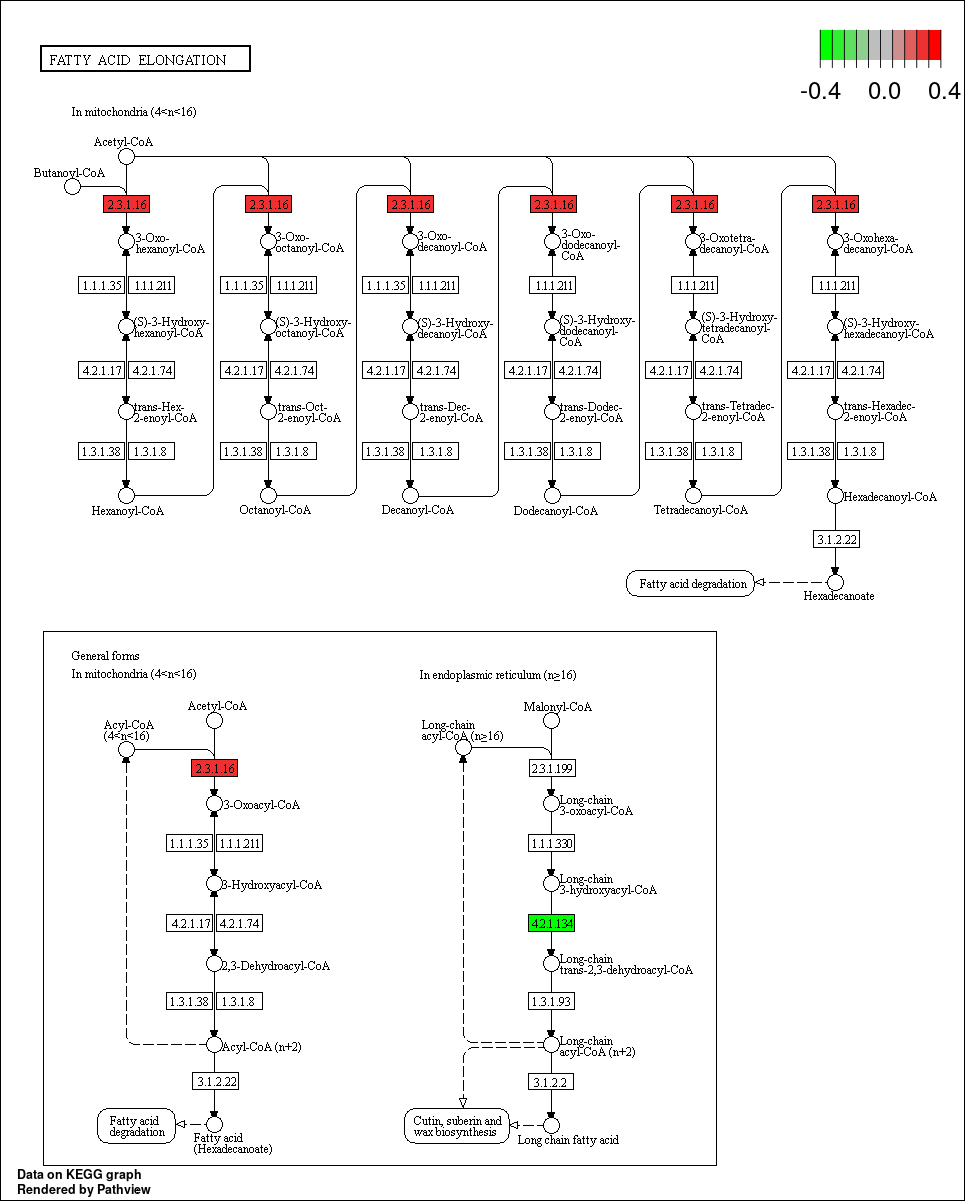 FATTY ACID ELONGATION
-0.4 0.0 0.4
In mitochondria (4<n<16)
Acetyl-CoA
Butanoyl-CoA
2.3.1.16 2.3.1.16 2.3.1.16 2.3.1.16 2.3.1.16 2.3.1.16
3-Oxo-
hexanoyl-CoA
3-Oxo-
octanoyl-CoA
3-Oxo-
decanoyl-CoA
3-Oxo-
dodecanoyl-
CoA
3-Oxotetra-
decanoyl-CoA
3-Oxohexa-
decanoyl-CoA
1.1.1.35 1.1.1.211 1.1.1.35 1.1.1.211 1.1.1.35 1.1.1.211 1.1.1.211 1.1.1.211 1.1.1.211
(S)-3-Hydroxy-
hexanoyl-CoA
(S)-3-Hydroxy-
octanoyl-CoA
(S)-3-Hydroxy-
decanoyl-CoA
(S)-3-Hydroxy-
dodecanoyl-
CoA
(S)-3-Hydroxy-
tetradecanoyl-
CoA
(S)-3-Hydroxy-
hexadecanoyl-CoA
4.2.1.17 4.2.1.74 4.2.1.17 4.2.1.74 4.2.1.17 4.2.1.74 4.2.1.17 4.2.1.74 4.2.1.17 4.2.1.74 4.2.1.17 4.2.1.74
trans-Hex-
2-enoyl-CoA
trans-Oct-
2-enoyl-CoA
trans-Dec-
2-enoyl-CoA
trans-Dodec-
2-enoyl-CoA
trans-Tetradec-
2-enoyl-CoA
trans-Hexadec-
2-enoyl-CoA
1.3.1.38 1.3.1.8 1.3.1.38 1.3.1.8 1.3.1.38 1.3.1.8 1.3.1.38 1.3.1.8 1.3.1.38 1.3.1.8 1.3.1.38 1.3.1.8
Hexanoyl-CoA Octanoyl-CoA Decanoyl-CoA Dodecanoyl-CoA Tetradecanoyl-CoA Hexadecanoyl-CoA
3.1.2.22
Fatty acid degradation
Hexadecanoate
General forms
In mitochondria (4<n<16)
Acetyl-CoA
Acyl-CoA
(4<n<16)
2.3.1.16
3-Oxoacyl-CoA
1.1.1.35 1.1.1.211
3-Hydroxyacyl-CoA
4.2.1.17 4.2.1.74
2,3-Dehydroacyl-CoA
1.3.1.38 1.3.1.8
Acyl-CoA (n+2)
3.1.2.22
Fatty acid
degradation
Fatty acid
(Hexadecanoate)
In endoplasmic reticulum (n≥16)
Malonyl-CoA
Long-chain
acyl-CoA (n≥16)
2.3.1.199
Long-chain
3-oxoacyl-CoA
1.1.1.330
Long-chain
3-hydroxyacyl-CoA
4.2.1.134
Long-chain
trans-2,3-dehydroacyl-CoA
1.3.1.93
Long-chain
acyl-CoA (n+2)
3.1.2.2
Cutin, suberin and
wax biosynthesis
Long chain fatty acid
Data on KEGG graph
Rendered by Pathview